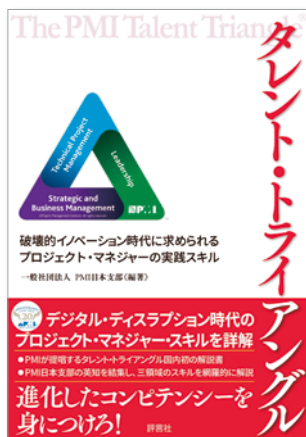 The PMI Talent Triangle
タレント・トライアングル
Technical Project
Management
Leadership
Strategic and
Business Management
PMI
破壊的イノベーション時代に求められる
プロジェクト・マネジャーの実践スキル
一般社団法人 PMI日本支部〈編著〉
デジタル・ディスラプション時代の
プロジェクト・マネジャー・スキルを詳解
●PMIが提唱するタレント・トライアングル国内初の解説書
●PMI日本支部の英知を結集し、三領域のスキルを網羅的に解説
進化したコンピテンシーを
身につけろ!
評言社